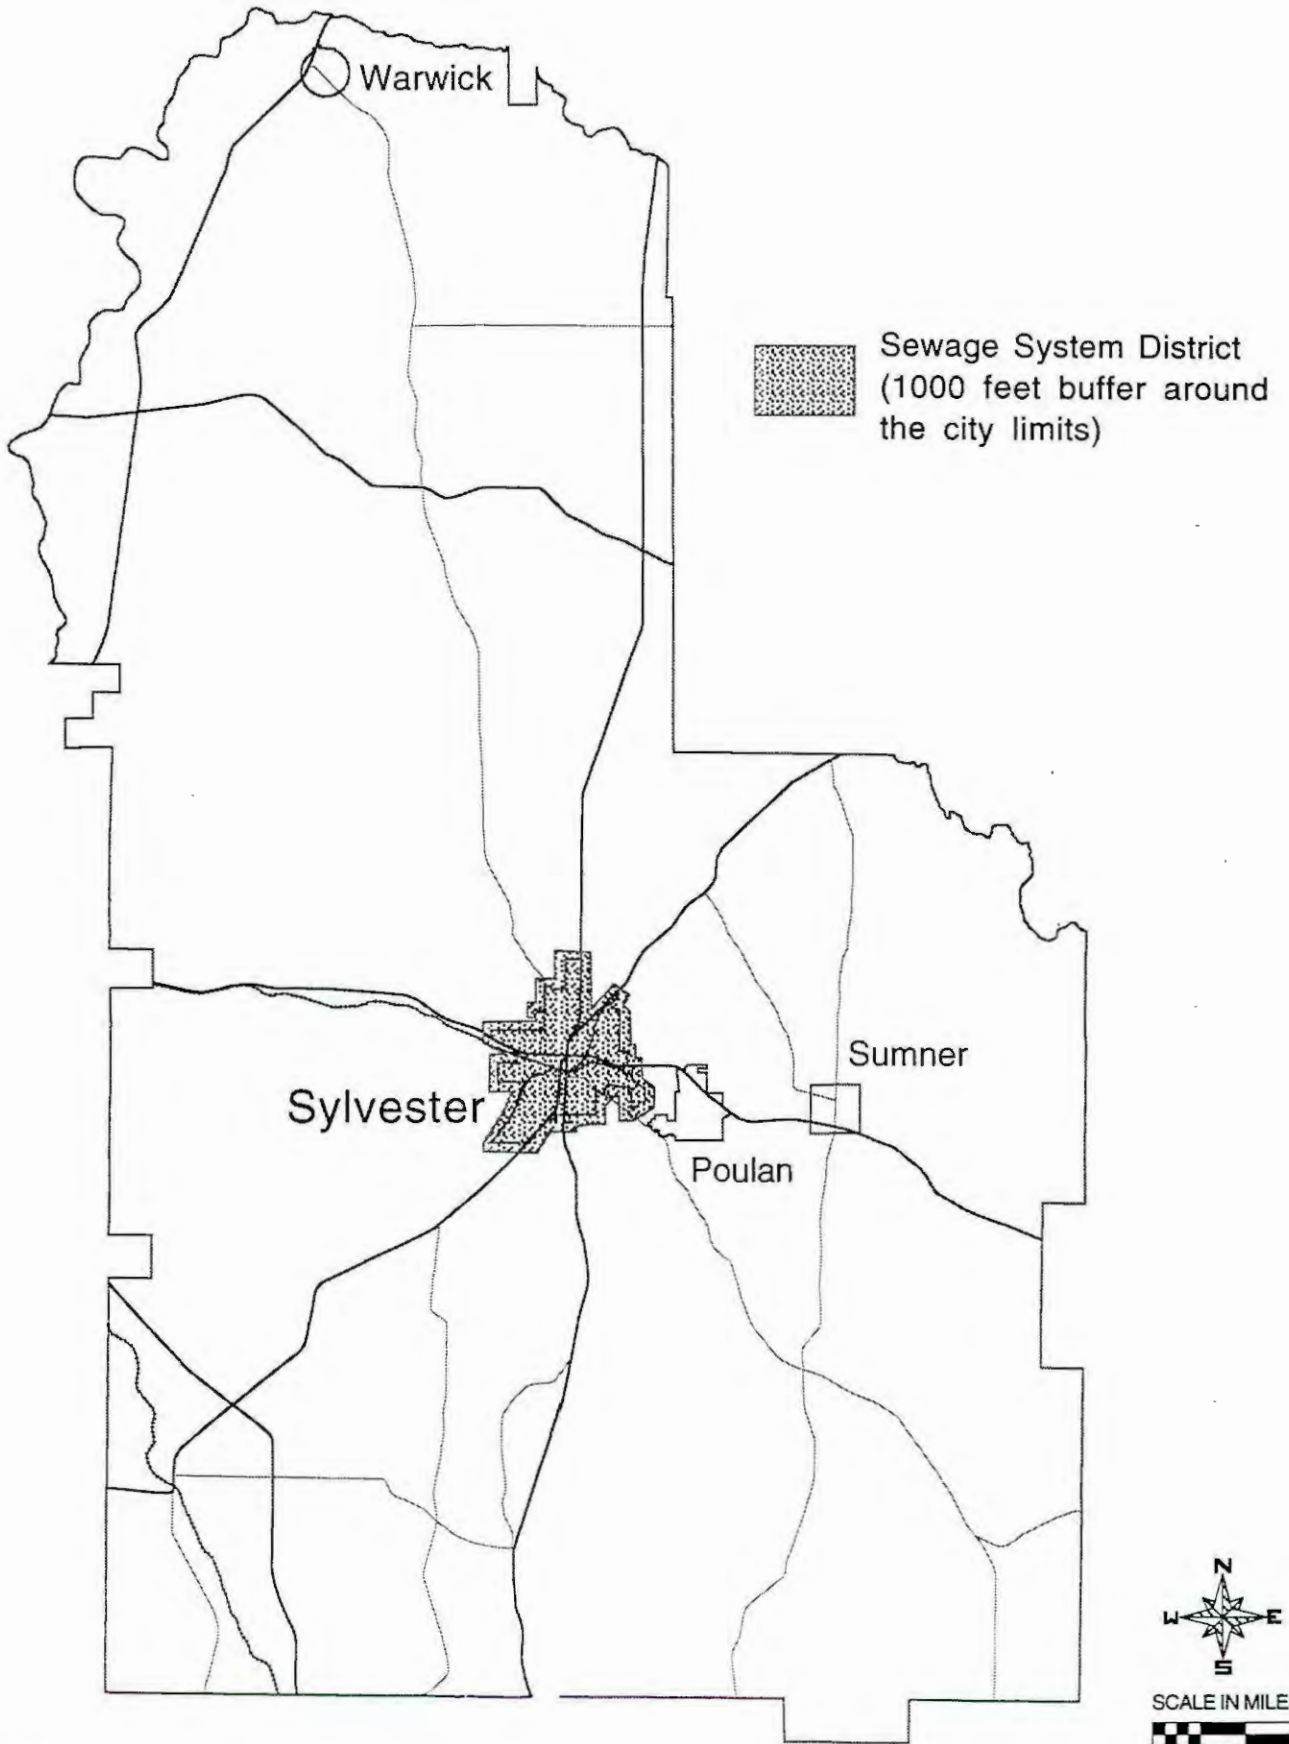 Warwick
Sewage System District
(1000 feet buffer around
the city limits)
Sumner
Sylvester
Poulan
N
W E
S
SCALE IN MILE